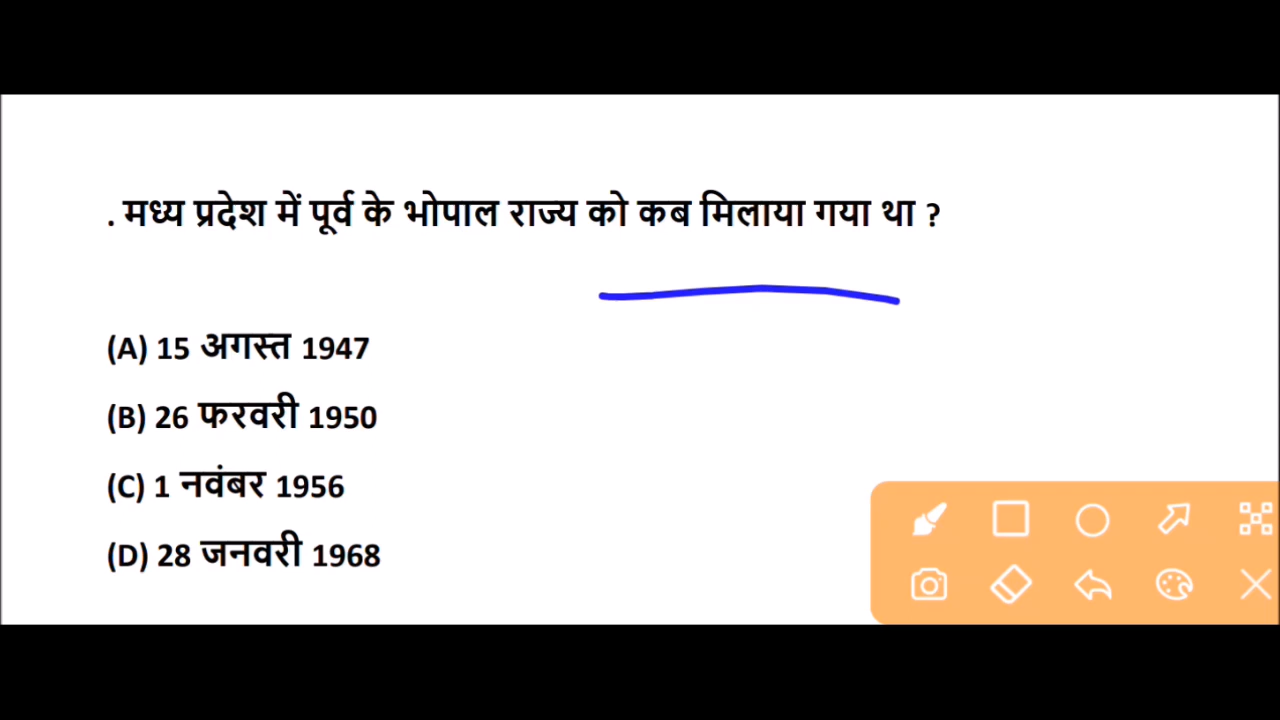 . मध्य प्रदेश में पूर्व के भोपाल राज्य को कब मिलाया गया था ?
(A) 15 अगस्त 1947
(B) 26 फरवरी 1950
(C) 1 नवंबर 1956
(D) 28 जनवरी 1968